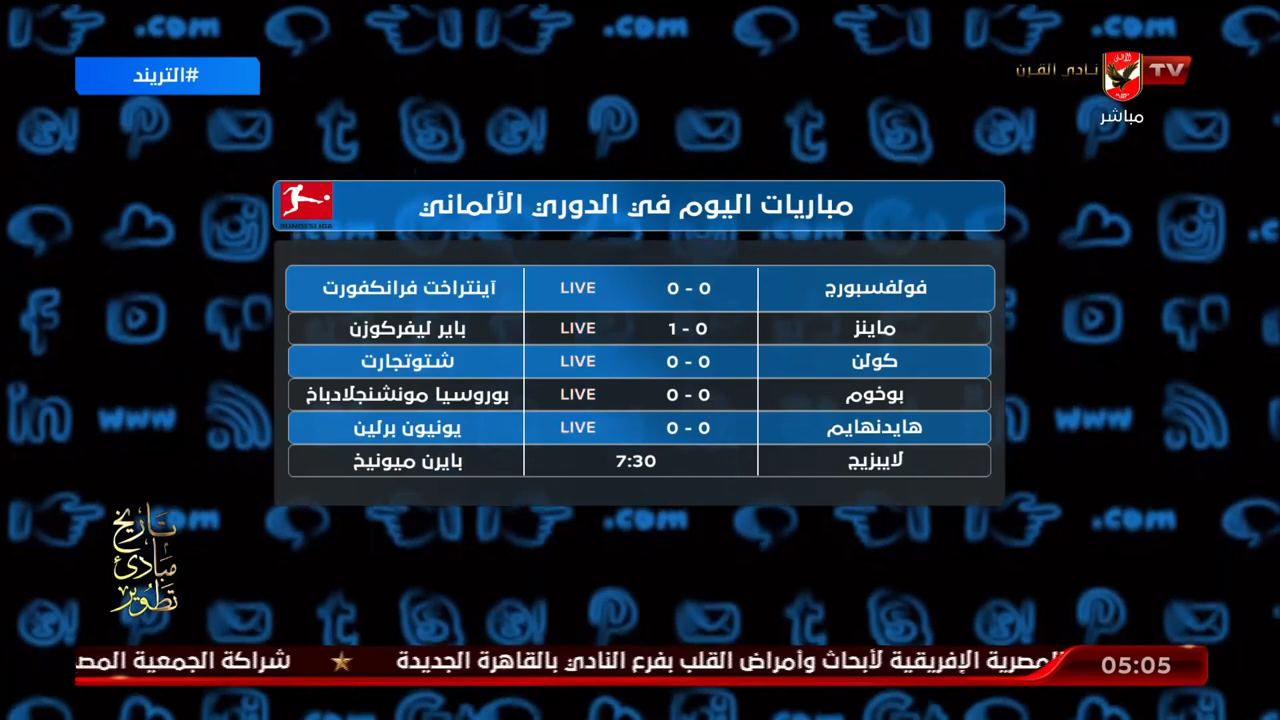 #التريند
نادي القرن
TV
مباشر
مباريات اليوم في الدوري الألماني
BUNDESLIGA
فولفسبورج 0 - 0 LIVE آينتراخت فرانكفورت
ماينز 0 - 1 LIVE باير ليفركوزن
كولن 0 - 0 LIVE شتوتجارت
بوخوم 0 - 0 LIVE بوروسيا مونشنجلادباخ
هايدنهايم 0 - 0 LIVE يونيون برلين
لايبزيج 7:30 بايرن ميونيخ
تاريخ
مبادئ
تطوير
05:05 المصرية الإفريقية لأبحاث وأمراض القلب بفرع النادي بالقاهرة الجديدة ★ شراكة الجمعية المص